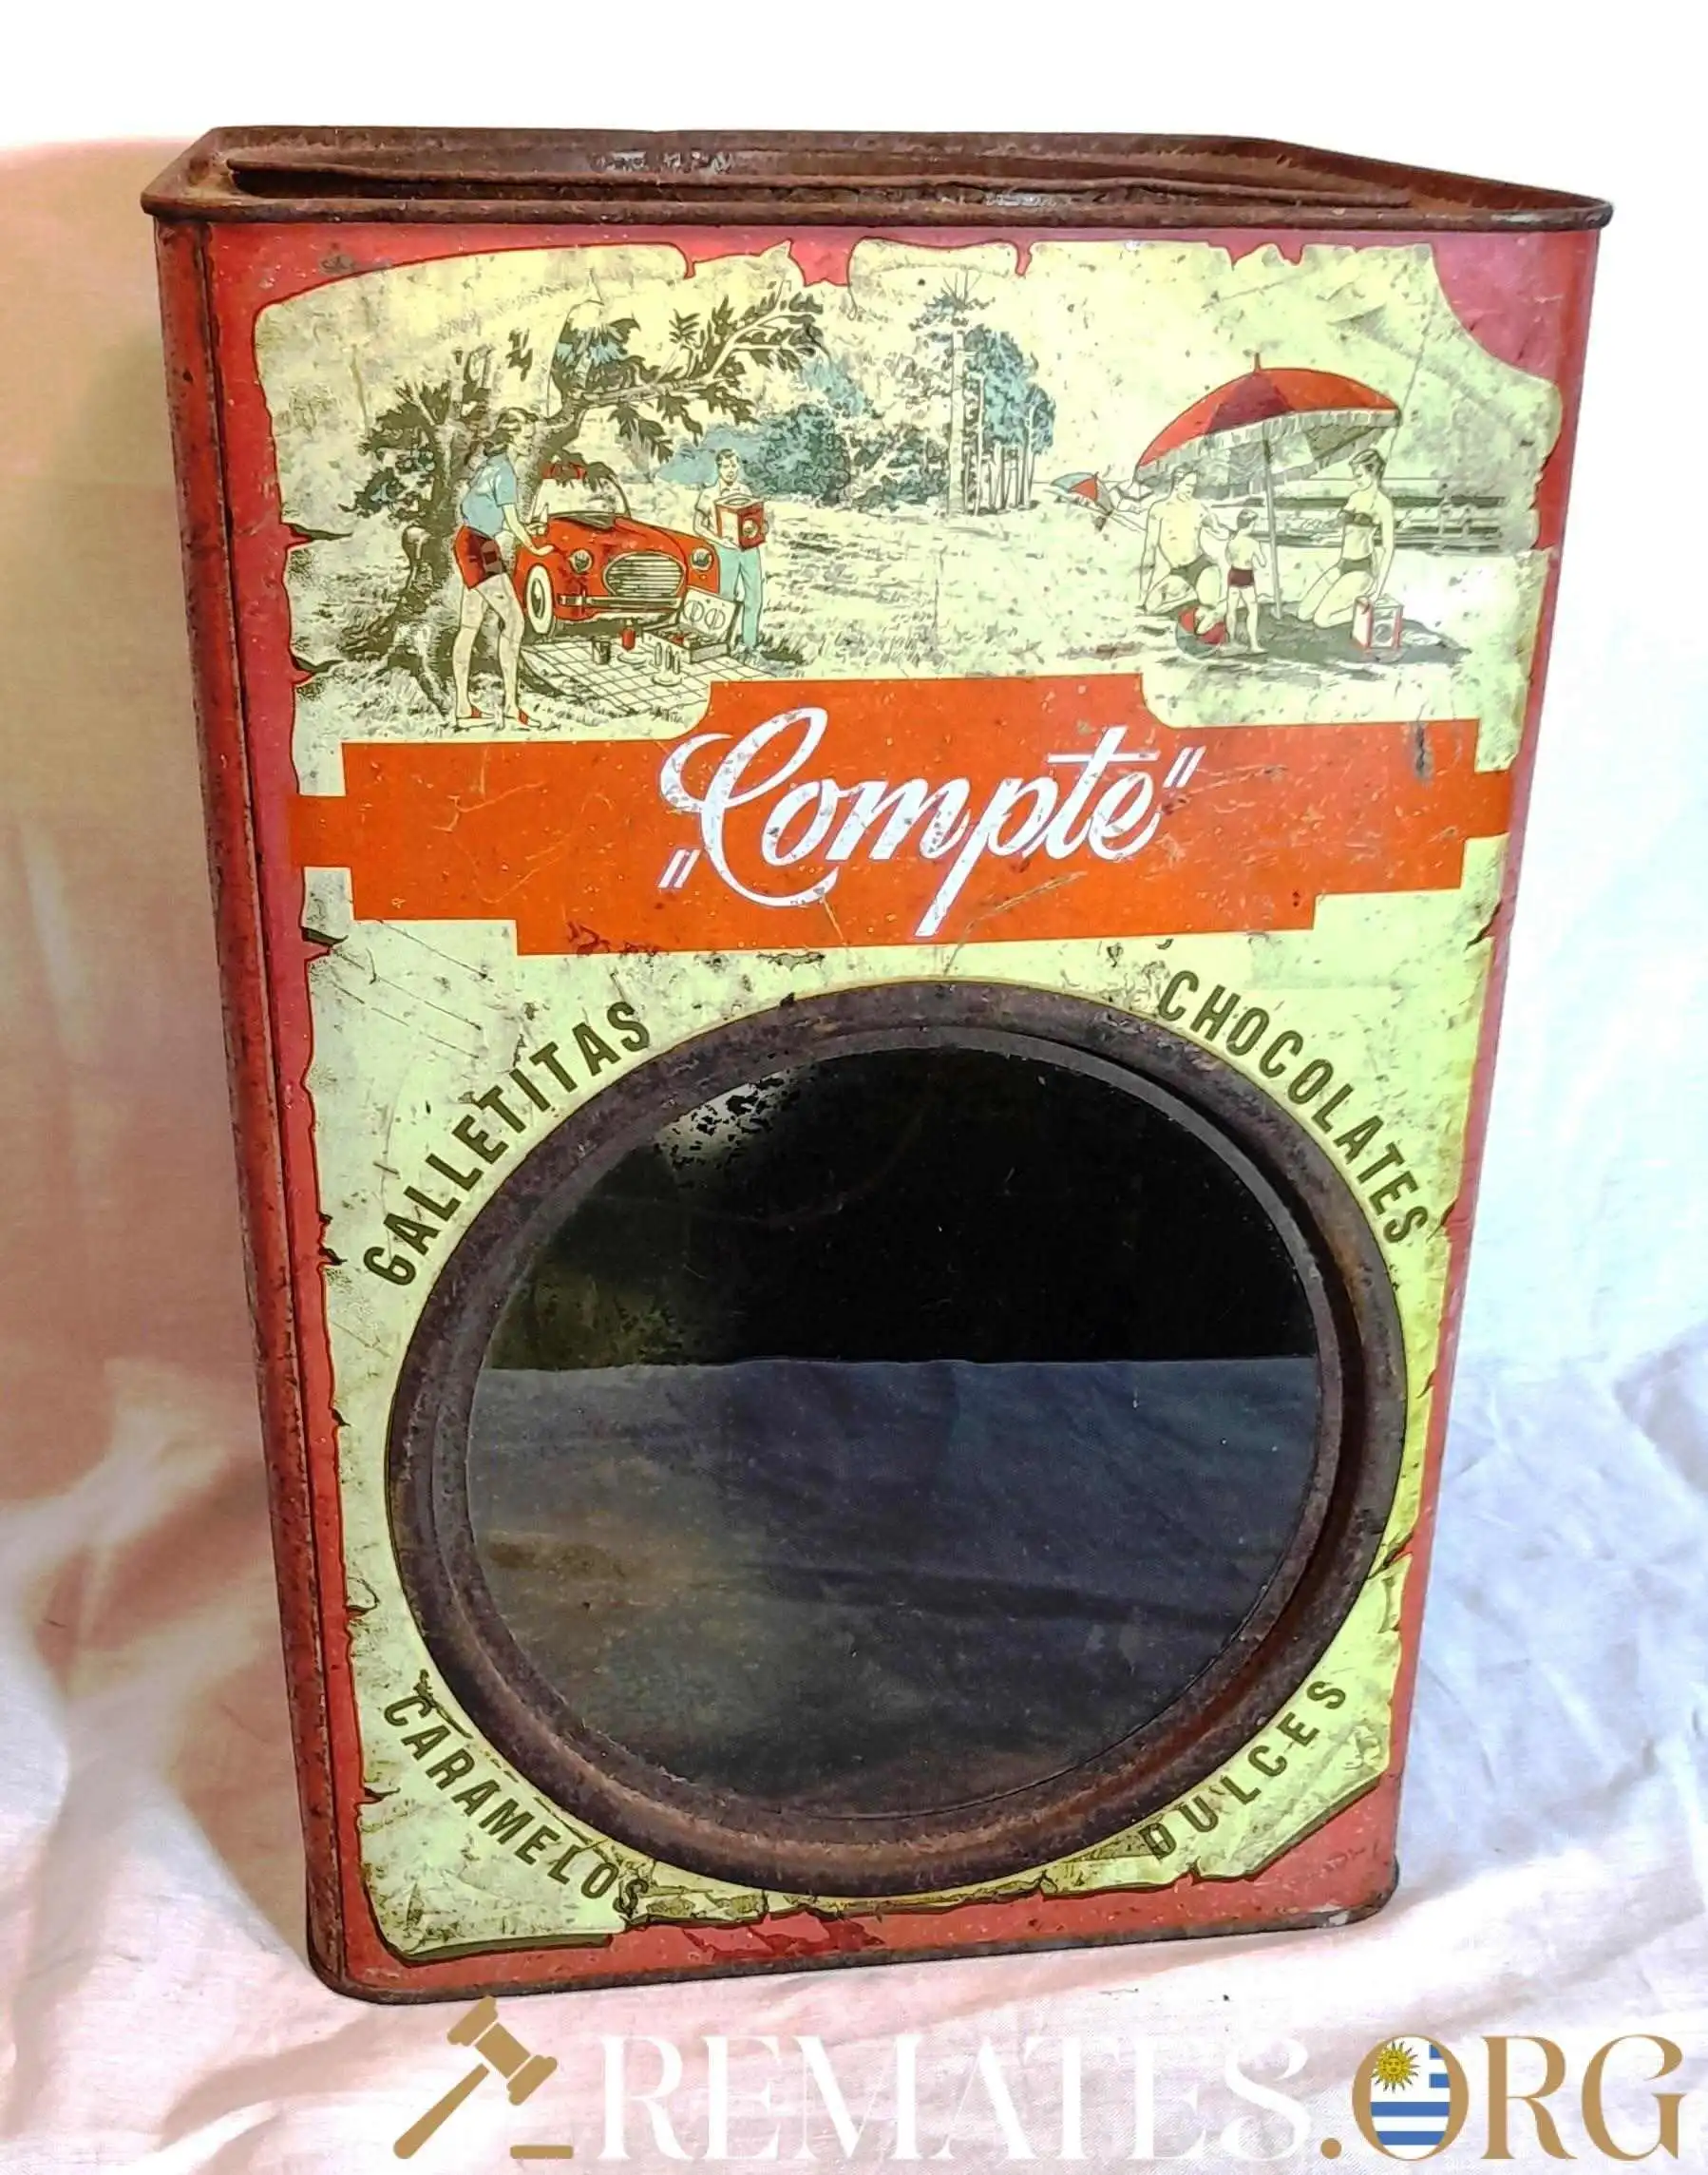 „Compte"
GALLETITAS
CHOCOLATES
CARAMELOS
DULCES
REMATES.ORG